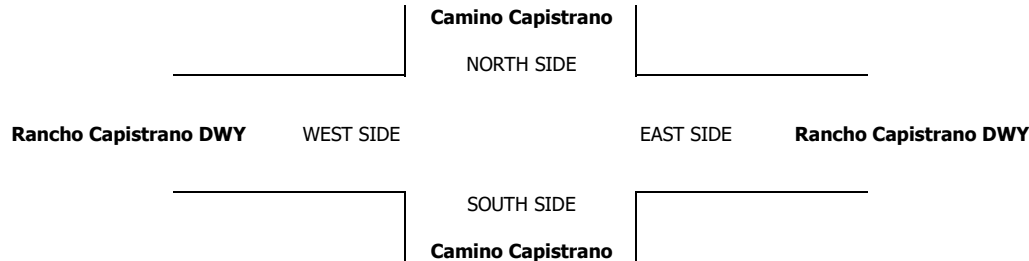 Camino Capistrano
NORTH SIDE
Rancho Capistrano DWY WEST SIDE EAST SIDE Rancho Capistrano DWY
SOUTH SIDE
Camino Capistrano